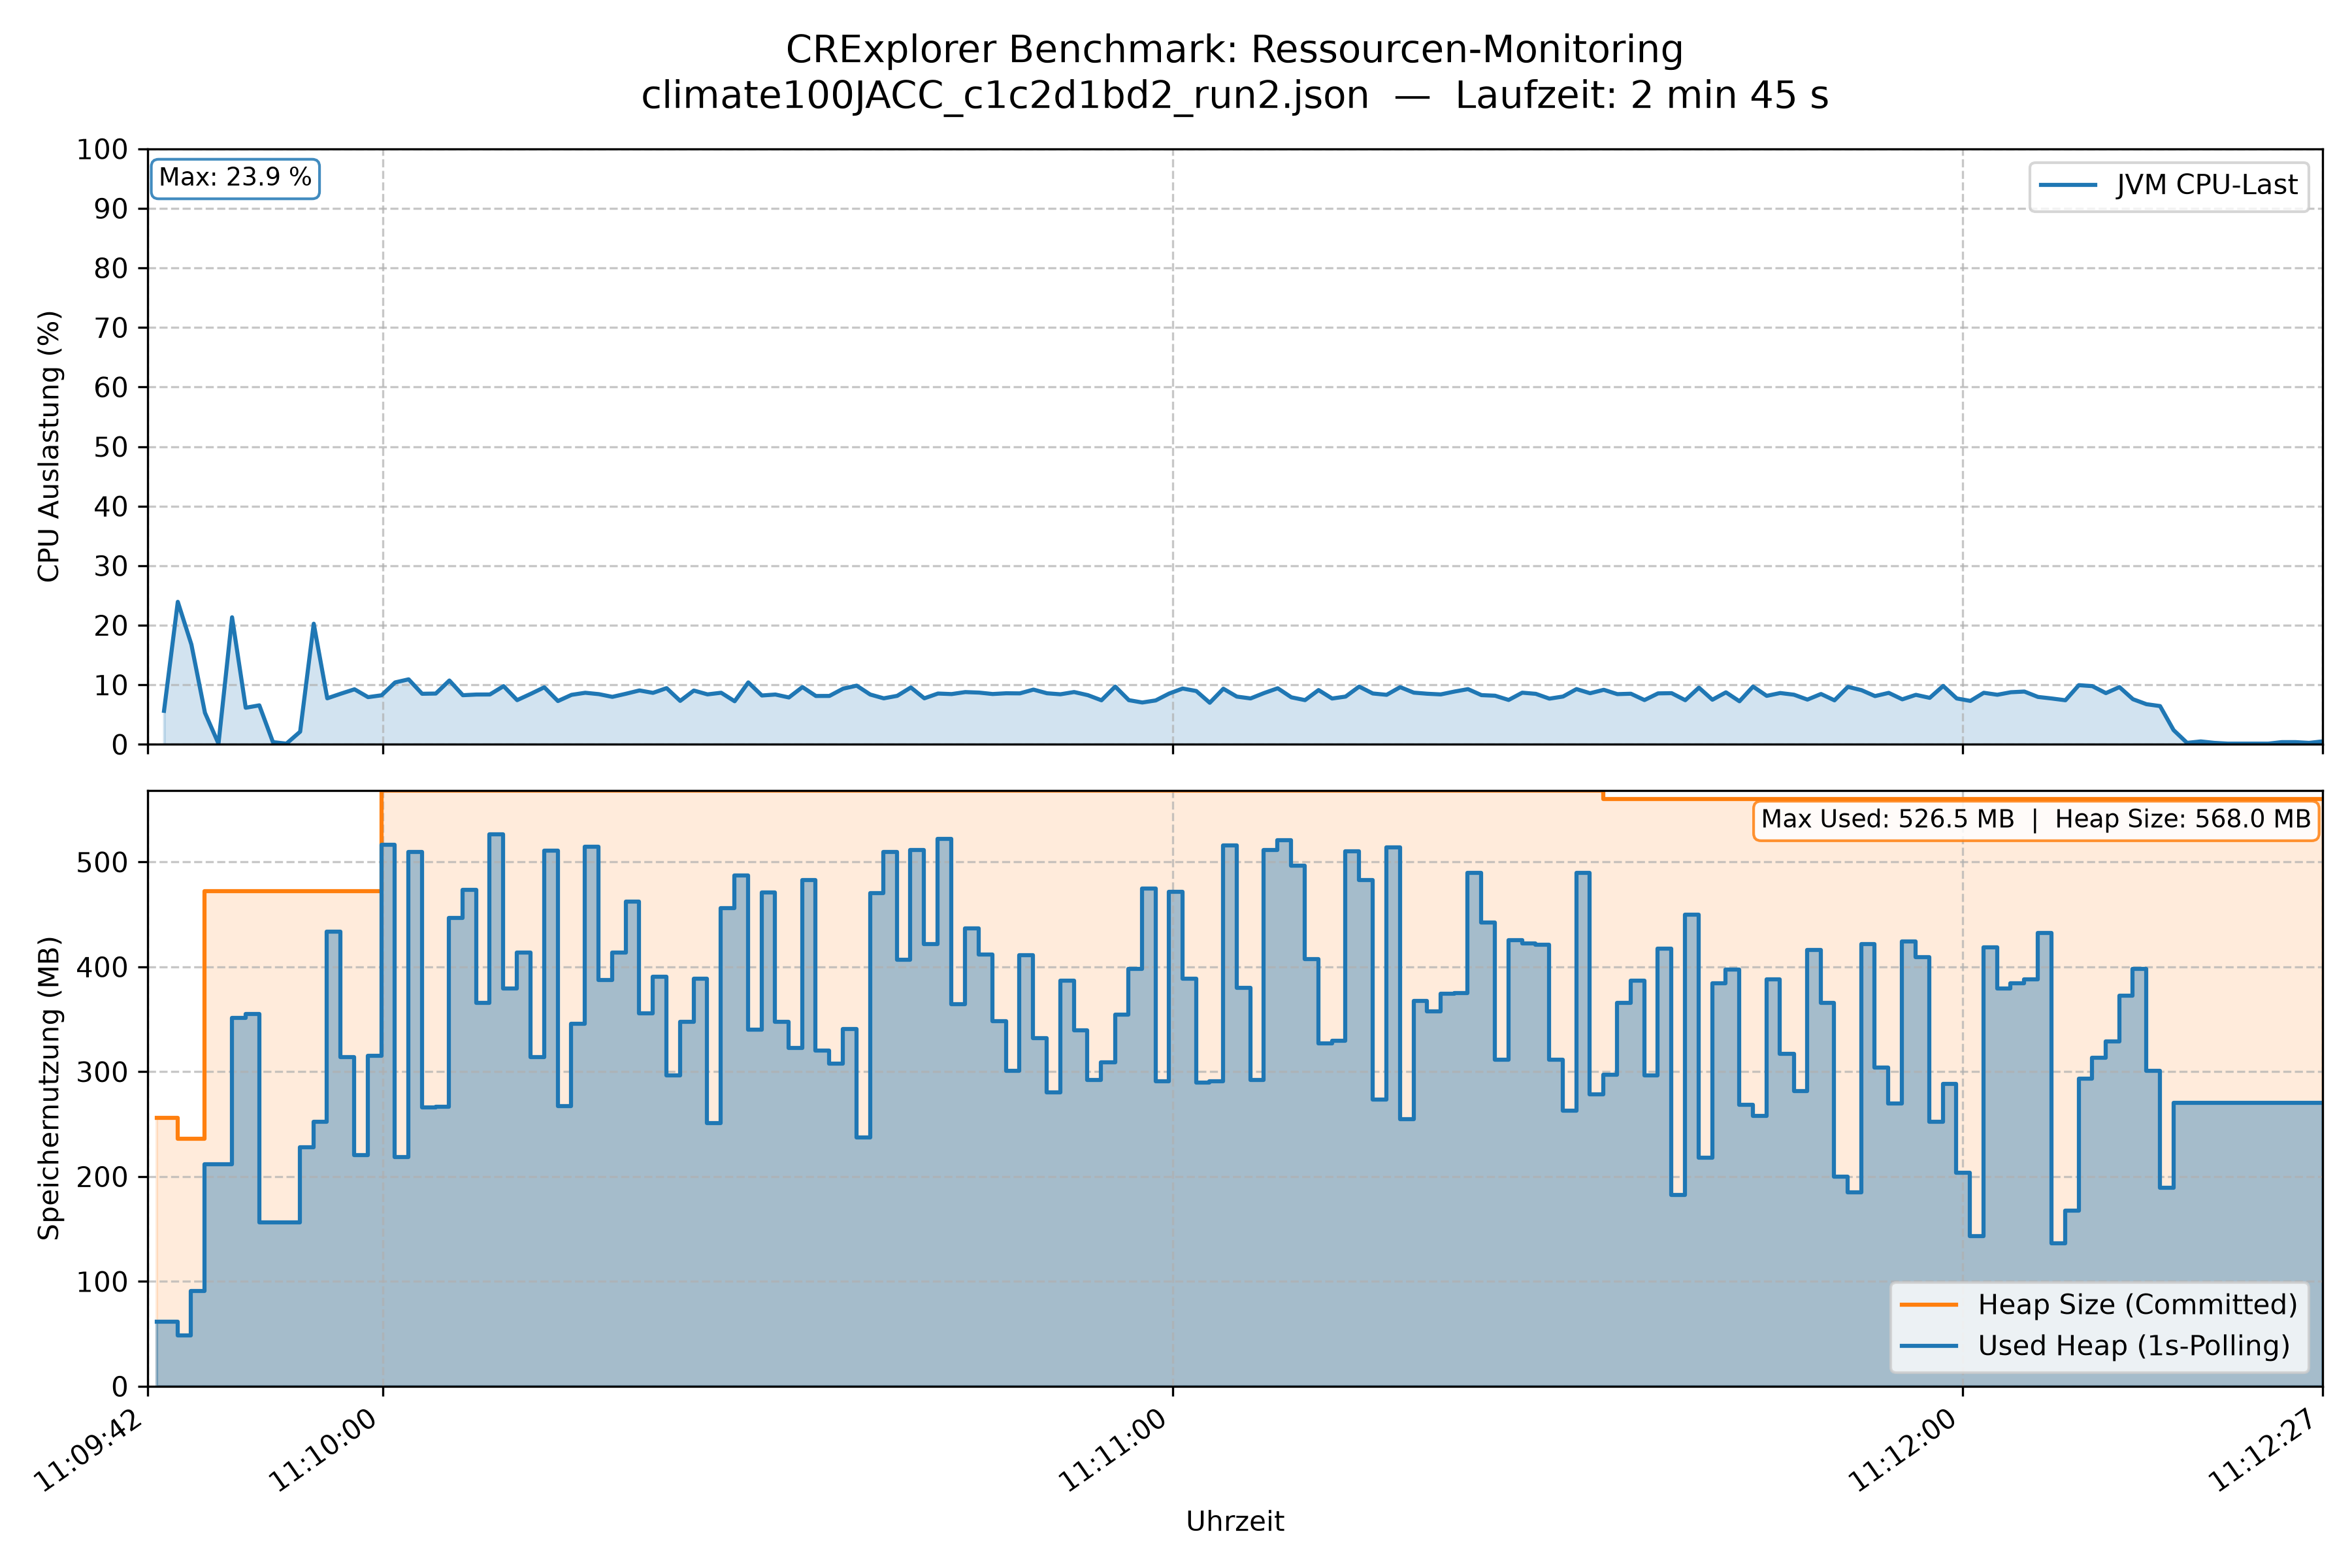 CRExplorer Benchmark: Ressourcen-Monitoring
climate100JACC_c1c2d1bd2_run2.json — Laufzeit: 2 min 45 s
CPU Auslastung (%)
100
90
80
70
60
50
40
30
20
10
0
Max: 23.9 %
JVM CPU-Last
Speichernutzung (MB)
500
400
300
200
100
0
Max Used: 526.5 MB | Heap Size: 568.0 MB
Heap Size (Committed)
Used Heap (1s-Polling)
11:09:42
11:10:00
11:11:00
11:12:00
11:12:27
Uhrzeit